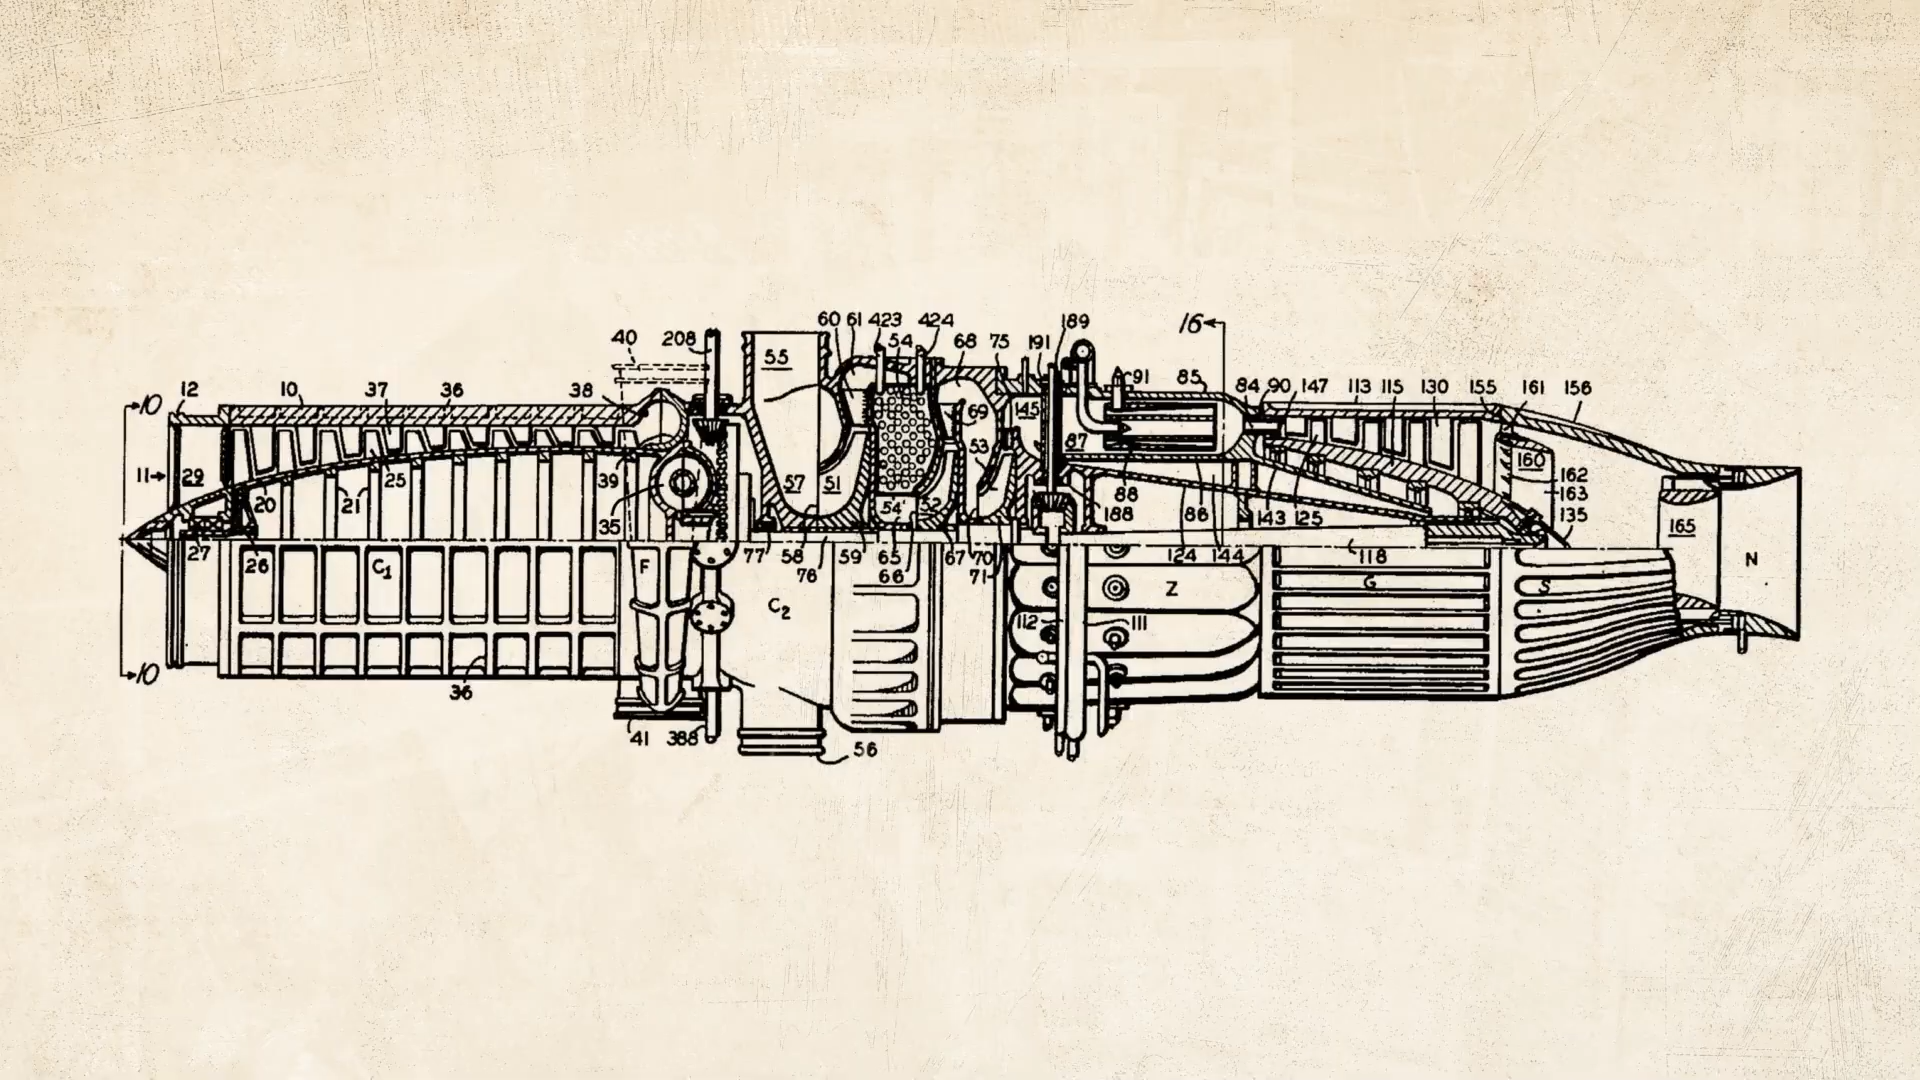 189
60 61 423 424 16
40 208 54 68 75 191
55
12 10 37 36 38 91 85 84 90 147 113 115 130 155 161 156
10
145 69
87 53
11 29 25 39 57 51 160 162
20 21 35 54' 52 88 188 86 143 125 163
135
165
27 26 77 58 59 65 67 70 124 144 118
76 66 71
C1 F C2 Z G S N
112 111
10 36
41 388 56